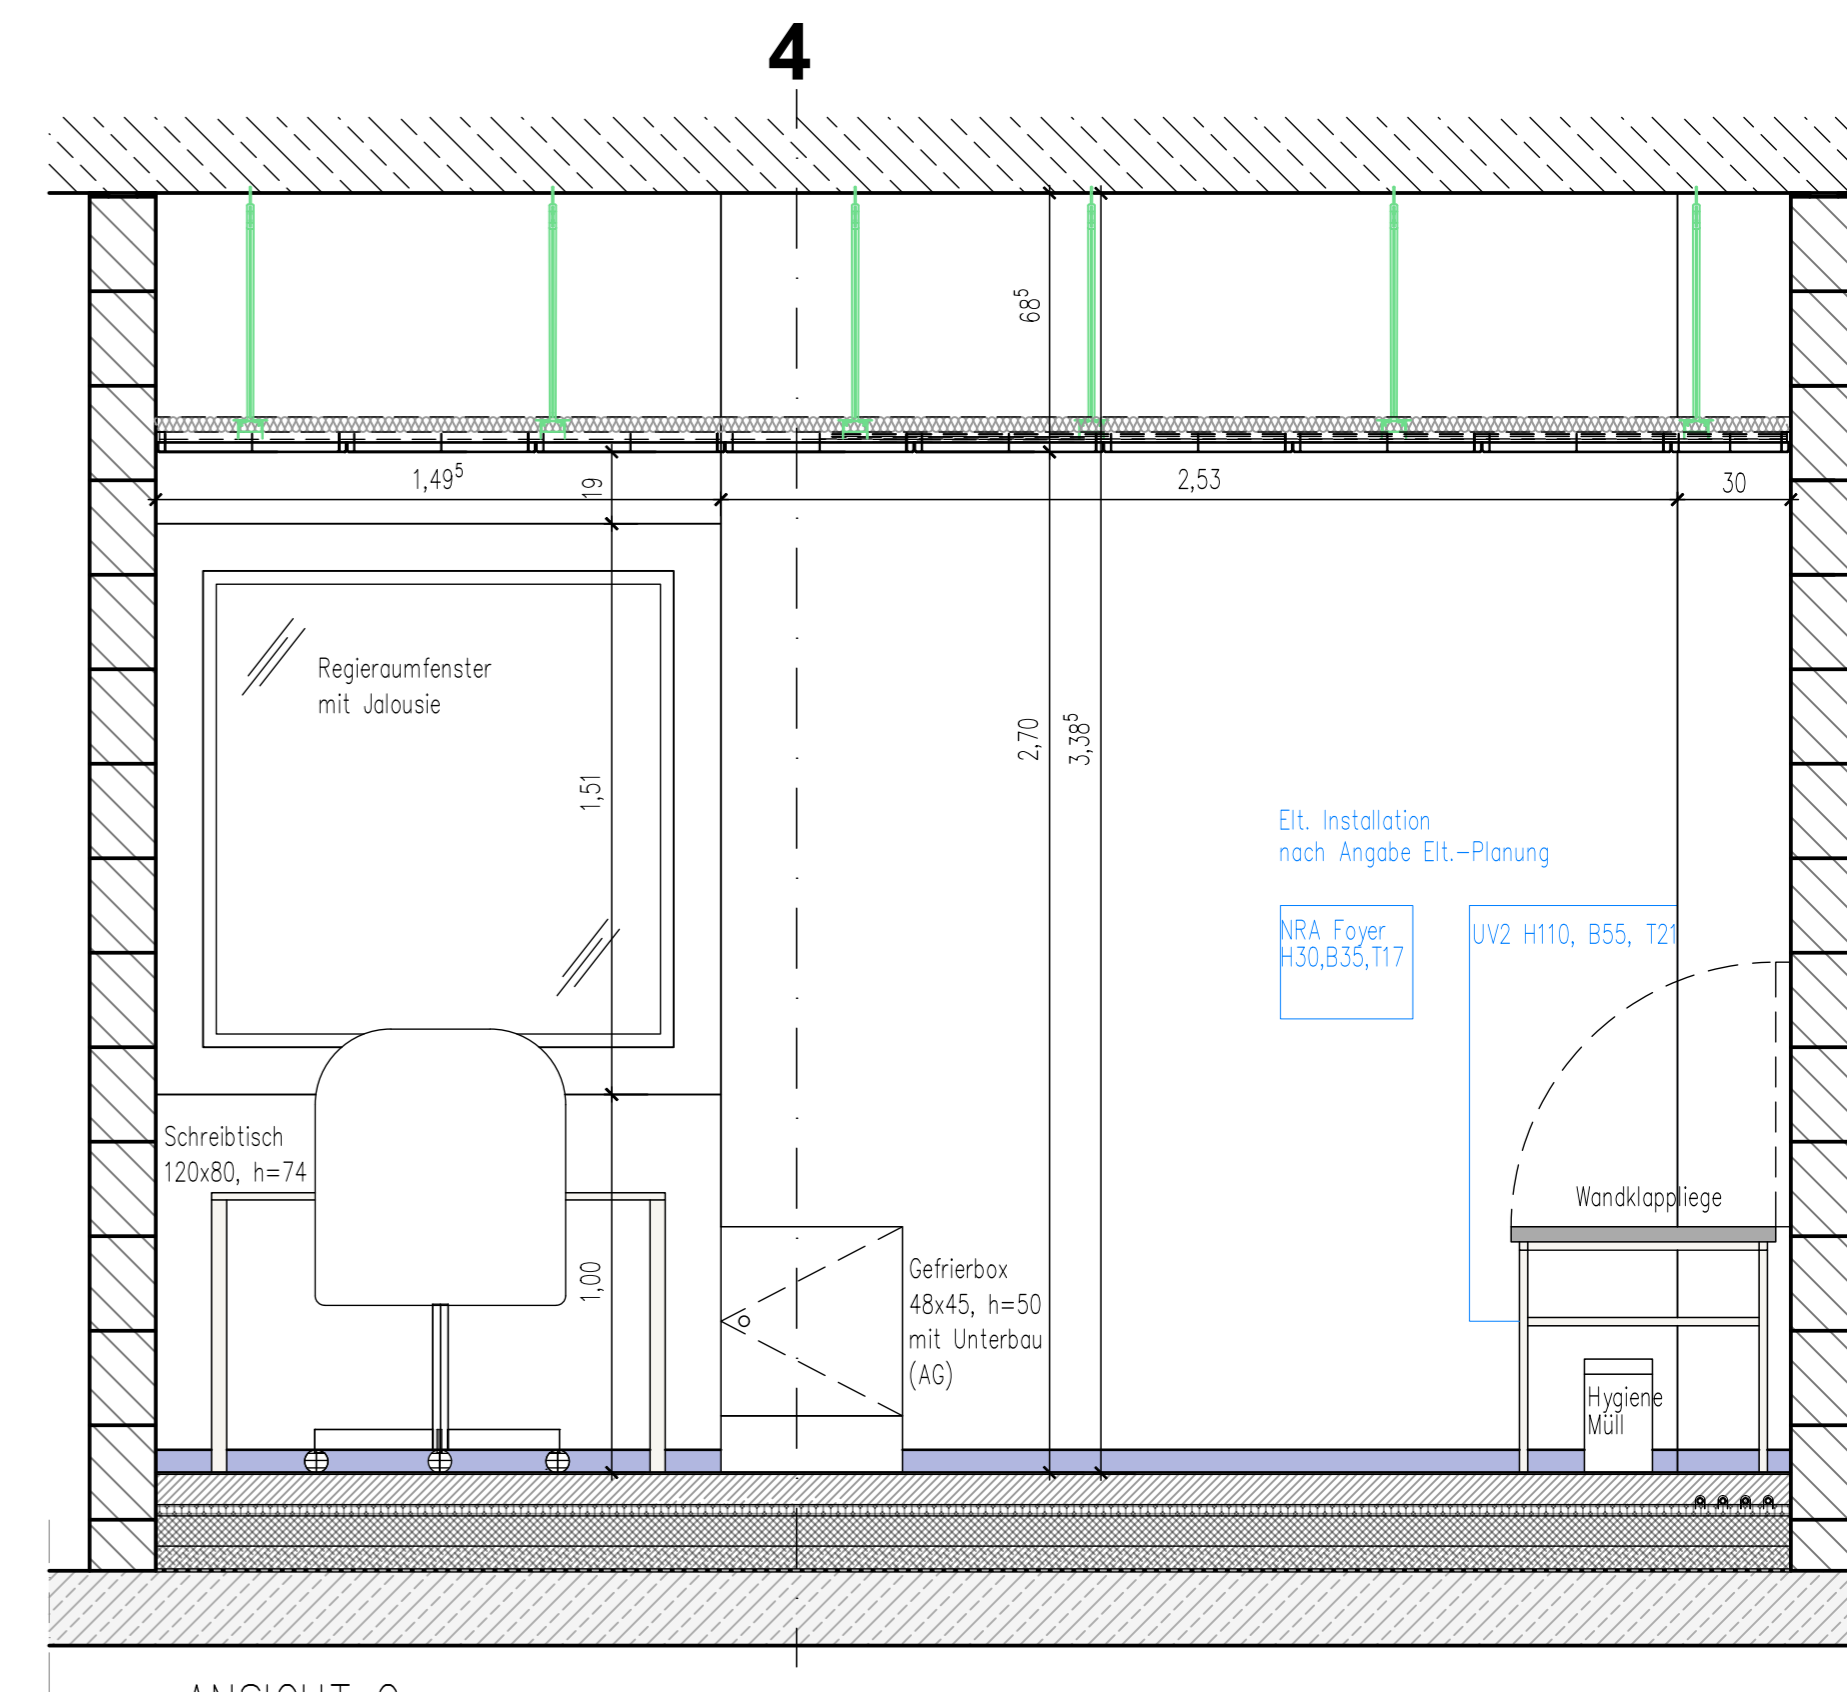 4
68⁵
1,49⁵
19
2,53
30
Regieraumfenster
mit Jalousie
1,51
2,70
3,38⁵
Elt. Installation
nach Angabe Elt.-Planung
NRA Foyer
H30,B35,T17
UV2 H110, B55, T21
Schreibtisch
120x80, h=74
Wandklappliege
1,00
Gefrierbox
48x45, h=50
mit Unterbau
(AG)
Hygiene
Müll
ANSICHT